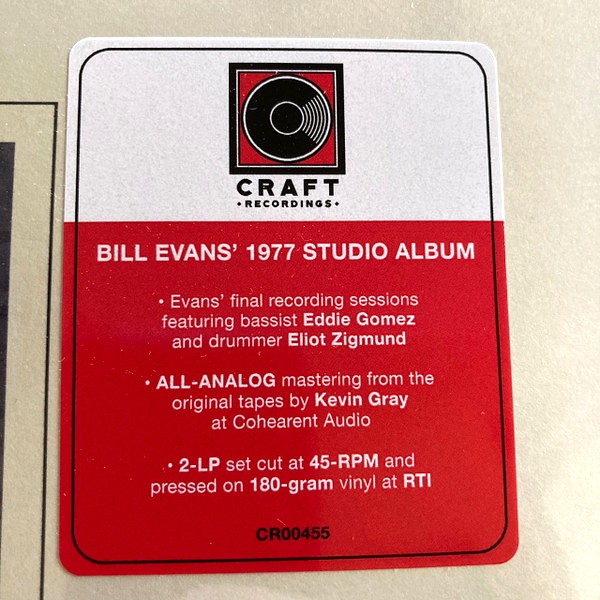 CRAFT
•RECORDINGS•
BILL EVANS' 1977 STUDIO ALBUM
• Evans' final recording sessions
featuring bassist Eddie Gomez
and drummer Eliot Zigmund
• ALL-ANALOG mastering from the
original tapes by Kevin Gray
at Cohearent Audio
• 2-LP set cut at 45-RPM and
pressed on 180-gram vinyl at RTI
CR00455